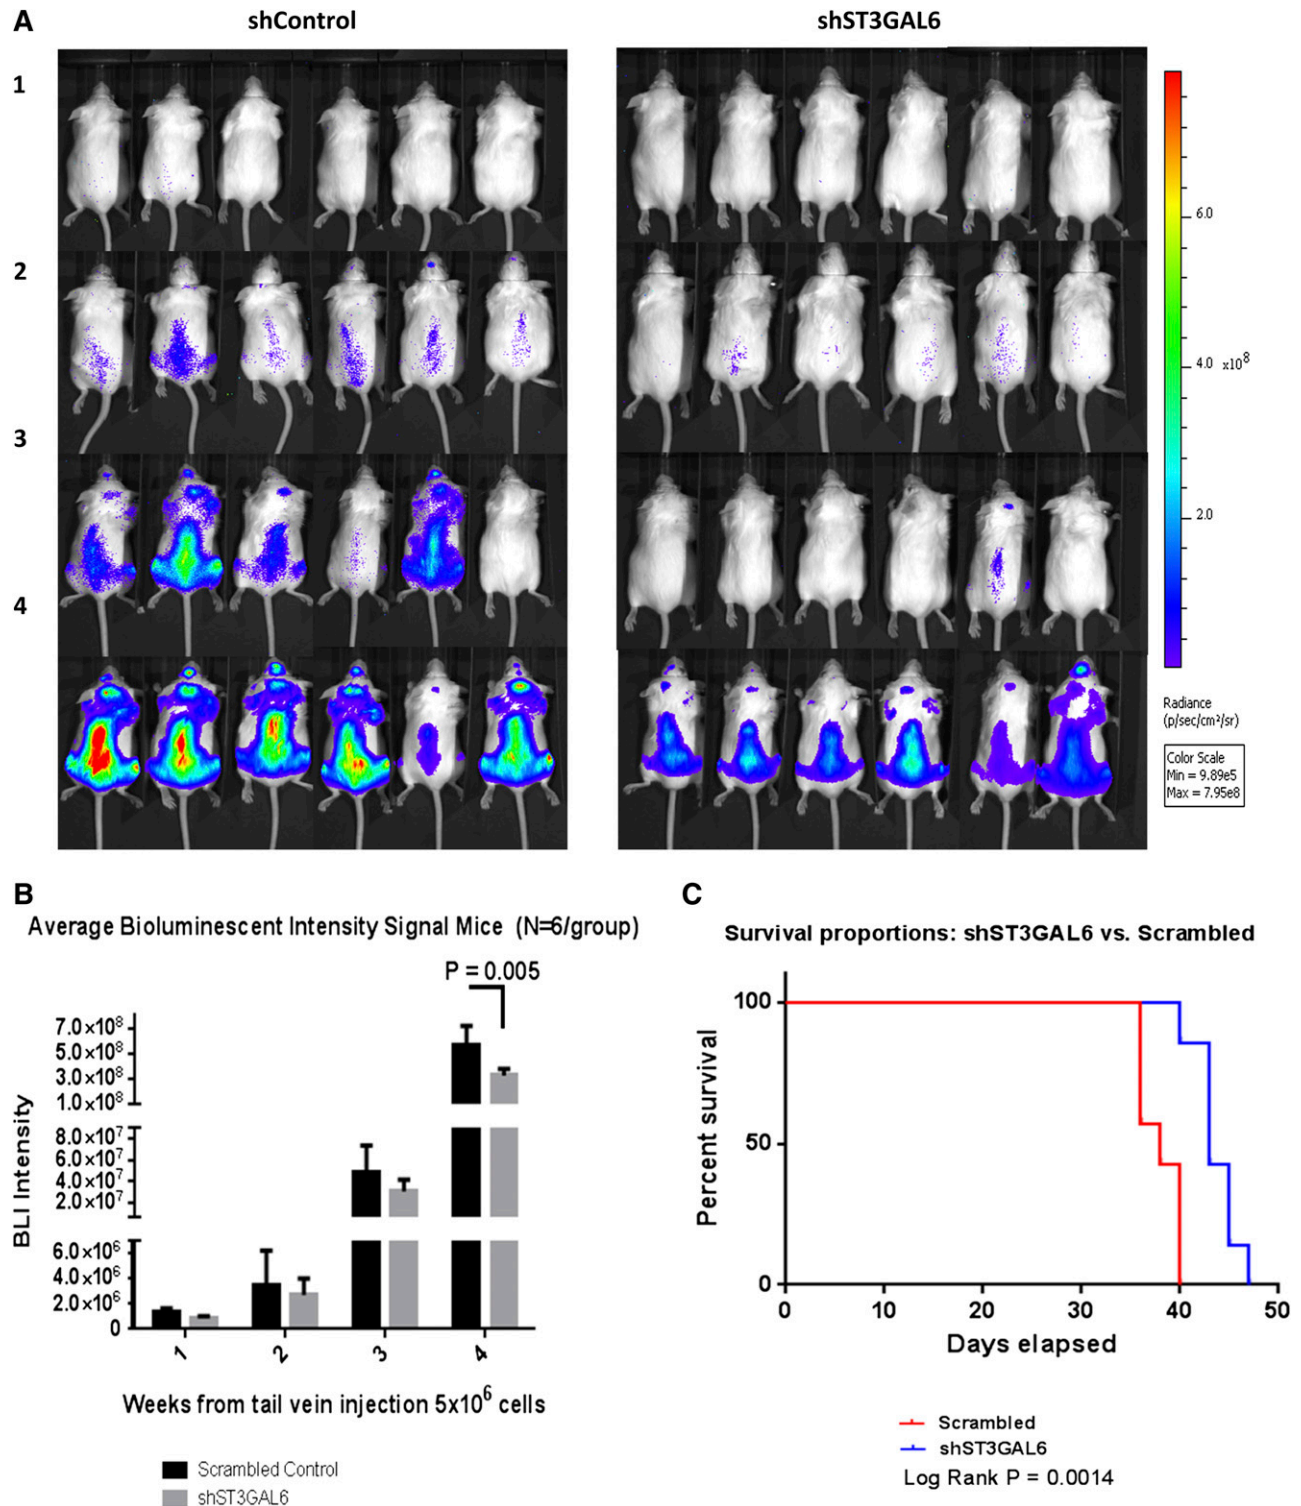 A
shControl
shST3GAL6
1
2
3
4
6.0
4.0 x10⁸
2.0
Radiance
(p/sec/cm²/sr)
Color Scale
Min = 9.89e5
Max = 7.95e8
B
Average Bioluminescent Intensity Signal Mice (N=6/group)
P = 0.005
BLI Intensity
7.0×10⁸
5.0×10⁸
3.0×10⁸
1.0×10⁸
8.0×10⁷
6.0×10⁷
4.0×10⁷
2.0×10⁷
6.0×10⁶
4.0×10⁶
2.0×10⁶
0
1 2 3 4
Weeks from tail vein injection 5x10⁶ cells
Scrambled Control
shST3GAL6
C
Survival proportions: shST3GAL6 vs. Scrambled
Percent survival
100
50
0
0 10 20 30 40 50
Days elapsed
Scrambled
shST3GAL6
Log Rank P = 0.0014